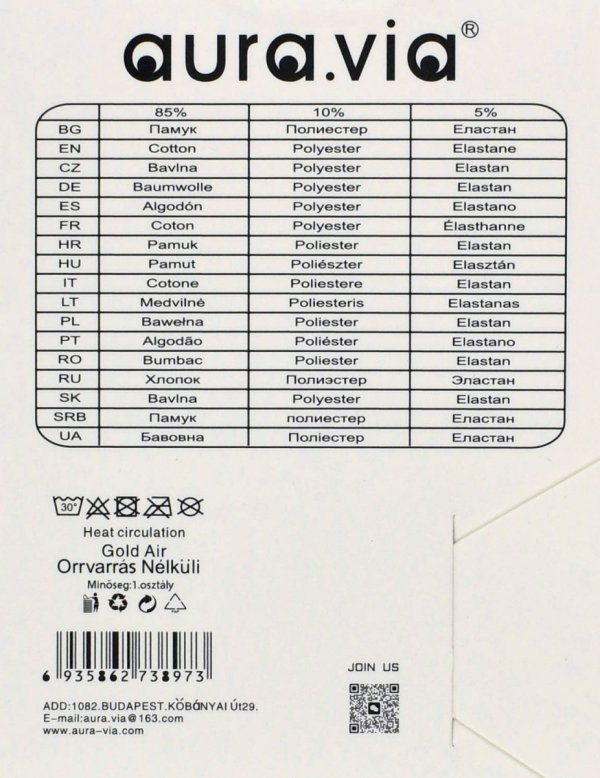 aura.via®
85% 10% 5%
BG Памук Полиестер Еластан
EN Cotton Polyester Elastane
CZ Bavlna Polyester Elastan
DE Baumwolle Polyester Elastan
ES Algodón Polyester Elastano
FR Coton Polyester Élasthanne
HR Pamuk Poliester Elastan
HU Pamut Poliészter Elasztán
IT Cotone Poliestere Elastan
LT Medvilnė Poliesteris Elastanas
PL Bawełna Poliester Elastan
PT Algodão Poliéster Elastano
RO Bumbac Poliester Elastan
RU Хлопок Полиэстер Эластан
SK Bavlna Polyester Elastan
SRB Памук полиестер Еластан
UA Бавовна Поліестер Еластан
30°
Heat circulation
Gold Air
Orrvarrás Nélküli
Minöseg:1.osztály
6 935862 738973
JOIN US
ADD:1082.BUDAPEST.KÖBÁNYAI Út29.
E-mail:aura.via@163.com
www.aura-via.com